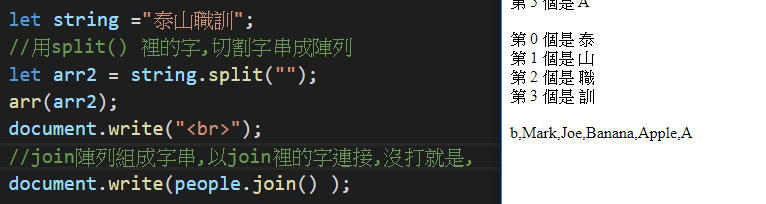 let string ="泰山職訓";
//用split() 裡的字,切割字串成陣列
let arr2 = string.split("");
arr(arr2);
document.write("<br>");
//join陣列組成字串,以join裡的字連接,沒打就是,
document.write(people.join() );
第 5 個是 A
第 0 個是 泰
第 1 個是 山
第 2 個是 職
第 3 個是 訓
b,Mark,Joe,Banana,Apple,A